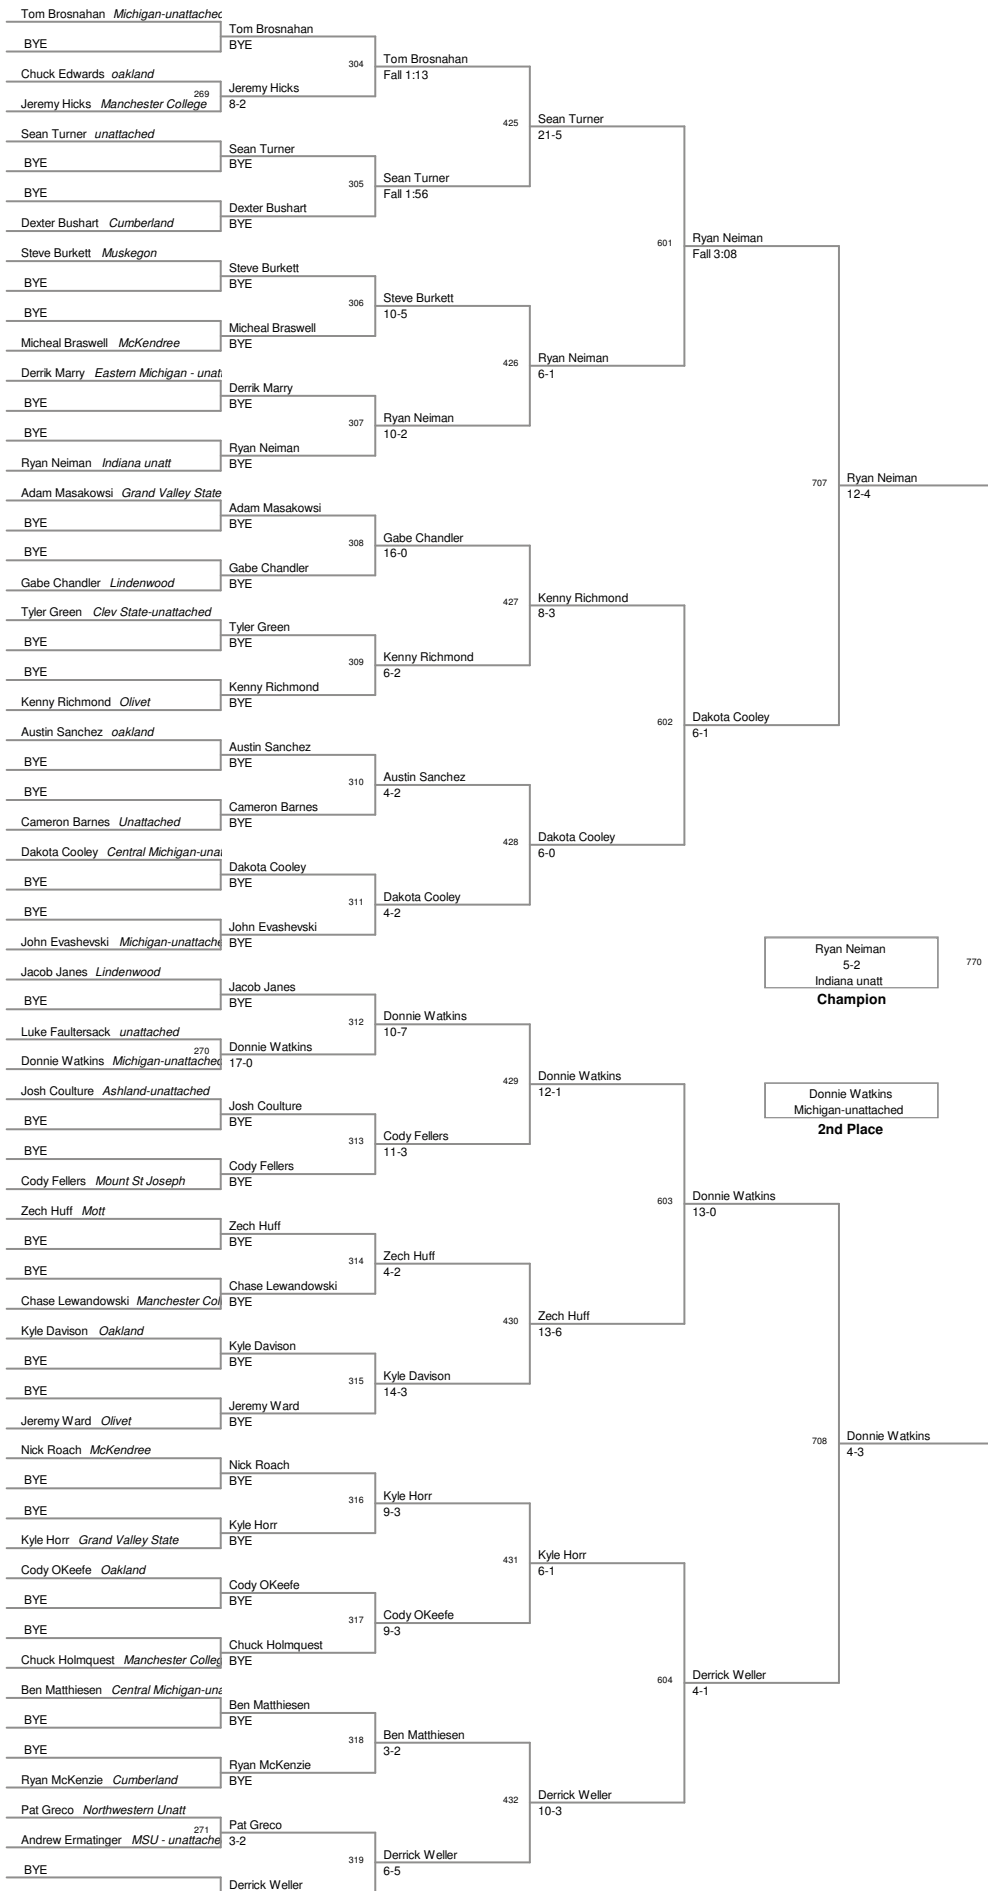 Tom Brosnahan Michigan-unattached
Tom Brosnahan
BYE
BYE
304
Tom Brosnahan
Fall 1:13
Chuck Edwards oakland
269
Jeremy Hicks
Jeremy Hicks Manchester College
8-2
425
Sean Turner
21-5
Sean Turner unattached
Sean Turner
BYE
BYE
305
Sean Turner
Fall 1:56
BYE
Dexter Bushart
Dexter Bushart Cumberland
BYE
601
Ryan Neiman
Fall 3:08
Steve Burkett Muskegon
Steve Burkett
BYE
BYE
306
Steve Burkett
10-5
BYE
Micheal Braswell
Micheal Braswell McKendree
BYE
426
Ryan Neiman
6-1
Derrik Marry Eastern Michigan - unatt
Derrik Marry
BYE
BYE
307
Ryan Neiman
10-2
BYE
Ryan Neiman
Ryan Neiman Indiana unatt
BYE
707
Ryan Neiman
12-4
Adam Masakowsi Grand Valley State
Adam Masakowsi
BYE
BYE
308
Gabe Chandler
16-0
BYE
Gabe Chandler
Gabe Chandler Lindenwood
BYE
427
Kenny Richmond
8-3
Tyler Green Clev State-unattached
Tyler Green
BYE
BYE
309
Kenny Richmond
6-2
BYE
Kenny Richmond
Kenny Richmond Olivet
BYE
602
Dakota Cooley
6-1
Austin Sanchez oakland
Austin Sanchez
BYE
BYE
310
Austin Sanchez
4-2
BYE
Cameron Barnes
Cameron Barnes Unattached
BYE
428
Dakota Cooley
6-0
Dakota Cooley Central Michigan-unat
Dakota Cooley
BYE
BYE
311
Dakota Cooley
4-2
BYE
John Evashevski
John Evashevski Michigan-unattache
BYE
Ryan Neiman
5-2
Indiana unatt
770
Champion
Jacob Janes Lindenwood
Jacob Janes
BYE
BYE
312
Donnie Watkins
10-7
Luke Faultersack unattached
270
Donnie Watkins
Donnie Watkins Michigan-unattached
17-0
429
Donnie Watkins
12-1
Donnie Watkins
Michigan-unattached
2nd Place
Josh Coulture Ashland-unattached
Josh Coulture
BYE
BYE
313
Cody Fellers
11-3
BYE
Cody Fellers
Cody Fellers Mount St Joseph
BYE
603
Donnie Watkins
13-0
Zech Huff Mott
Zech Huff
BYE
BYE
314
Zech Huff
4-2
BYE
Chase Lewandowski
Chase Lewandowski Manchester Col
BYE
430
Zech Huff
13-6
Kyle Davison Oakland
Kyle Davison
BYE
BYE
315
Kyle Davison
14-3
BYE
Jeremy Ward
Jeremy Ward Olivet
BYE
708
Donnie Watkins
4-3
Nick Roach McKendree
Nick Roach
BYE
BYE
316
Kyle Horr
9-3
BYE
Kyle Horr
Kyle Horr Grand Valley State
BYE
431
Kyle Horr
6-1
Cody OKeefe Oakland
Cody OKeefe
BYE
BYE
317
Cody OKeefe
9-3
BYE
Chuck Holmquest
Chuck Holmquest Manchester Colleg
BYE
604
Derrick Weller
4-1
Ben Matthiesen Central Michigan-una
Ben Matthiesen
BYE
BYE
318
Ben Matthiesen
3-2
BYE
Ryan McKenzie
Ryan McKenzie Cumberland
BYE
432
Derrick Weller
10-3
Pat Greco Northwestern Unatt
271
Pat Greco
Andrew Ermatinger MSU - unattache
3-2
319
Derrick Weller
6-5
BYE
Derrick Weller